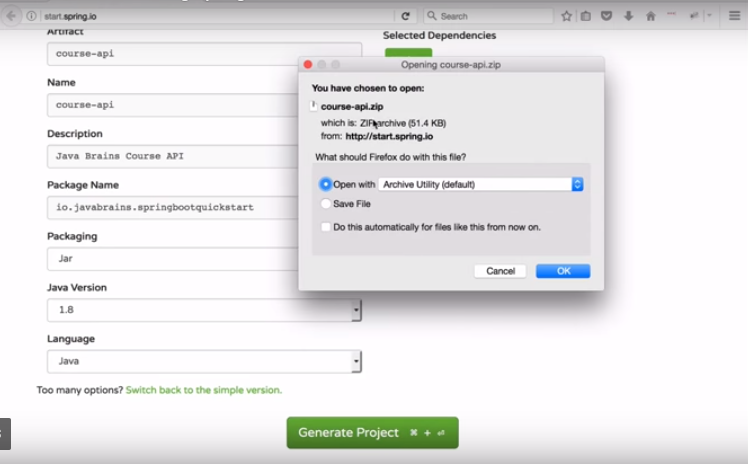 start.spring.io
Search
Artifact
course-api
Selected Dependencies
Name
course-api
Description
Java Brains Course API
Package Name
io.javabrains.springbootquickstart
Packaging
Jar
Java Version
1.8
Language
Java
Too many options? Switch back to the simple version.
Generate Project ⌘ + ⏎
Opening course-api.zip
You have chosen to open:
course-api.zip
which is: ZIP archive (51.4 KB)
from: http://start.spring.io
What should Firefox do with this file?
Open with Archive Utility (default)
Save File
Do this automatically for files like this from now on.
Cancel
OK